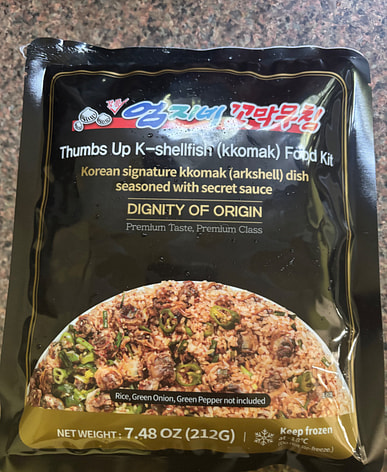 엄지네 꼬막무침
Thumbs Up K-shellfish (kkomak) Food Kit
Korean signature kkomak (arkshell) dish
seasoned with secret sauce
DIGNITY OF ORIGIN
Premium Taste, Premium Class
Rice, Green Onion, Green Pepper not included
NET WEIGHT : 7.48 OZ (212G)
Keep frozen